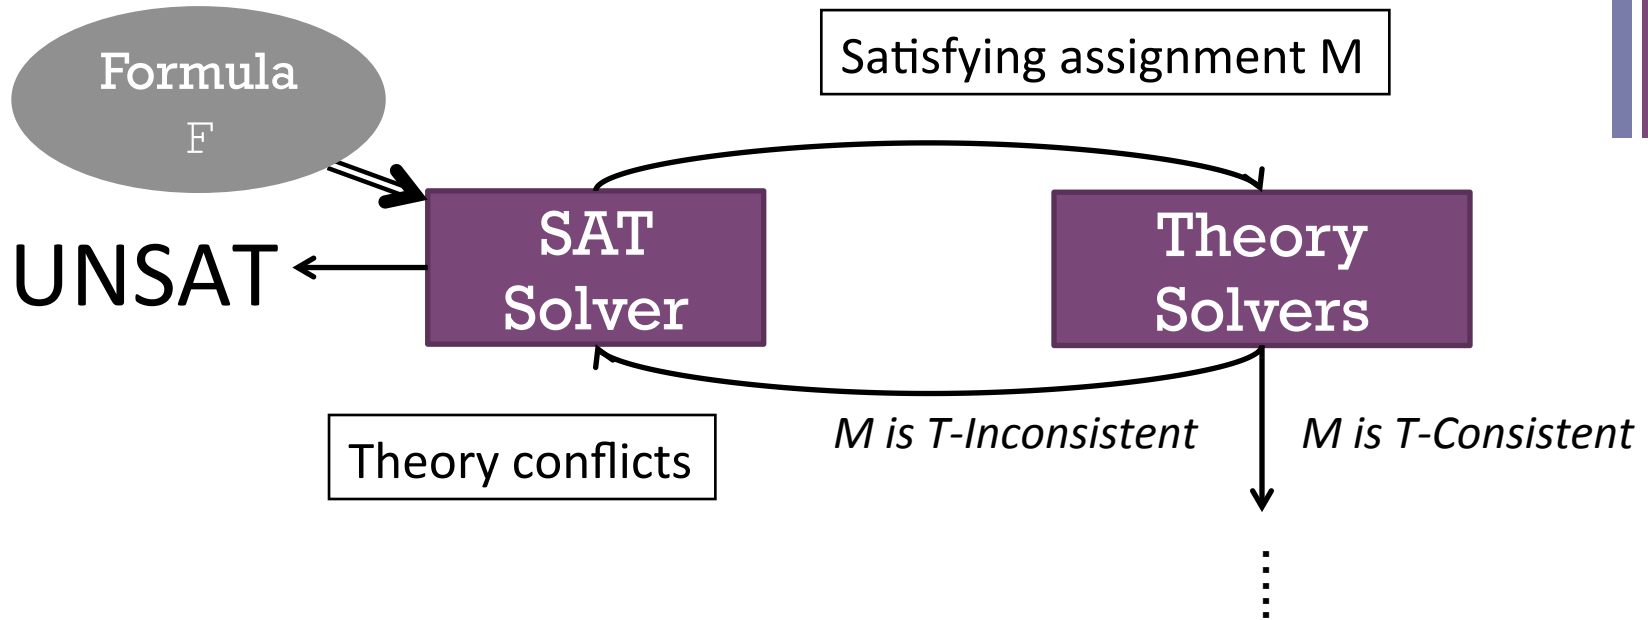 Formula
F
Satisfying assignment M
SAT
Solver
Theory
Solvers
UNSAT
M is T-Inconsistent
M is T-Consistent
Theory conflicts